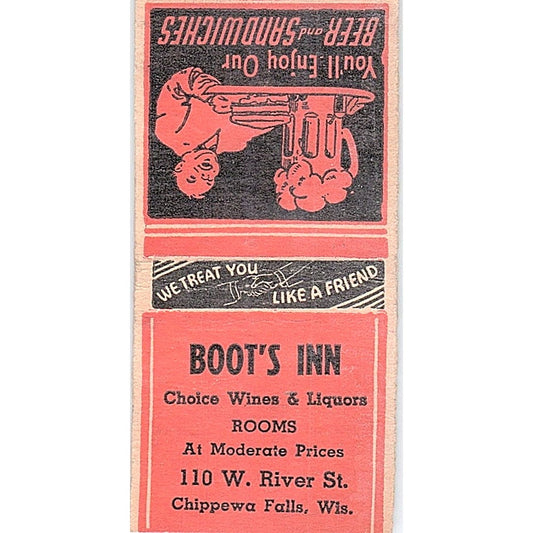 You'll Enjoy Our
BEER and SANDWICHES
WE TREAT YOU
LIKE A FRIEND
BOOT'S INN
Choice Wines & Liquors
ROOMS
At Moderate Prices
110 W. River St.
Chippewa Falls, Wis.